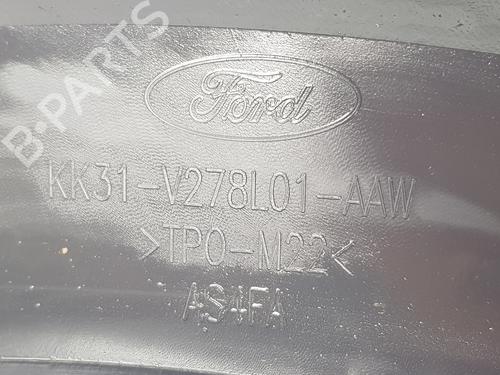 B-PARTS
Ford
KK31-V278L01-AAW
>TPO-M22<
AS4FA